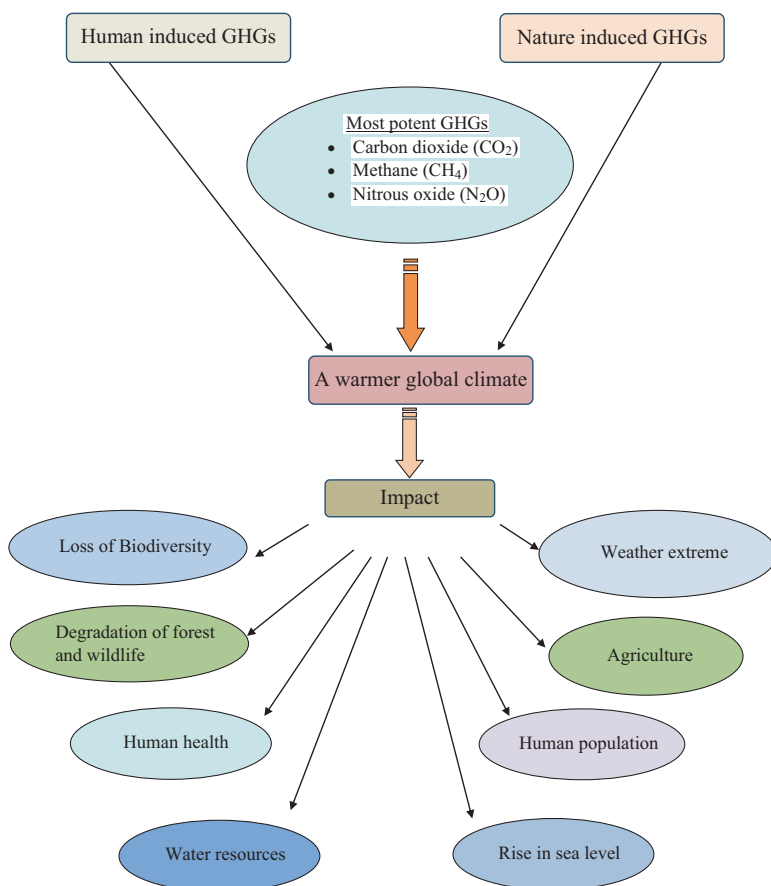 Human induced GHGs
Nature induced GHGs
Most potent GHGs
• Carbon dioxide (CO₂)
• Methane (CH₄)
• Nitrous oxide (N₂O)
A warmer global climate
Impact
Loss of Biodiversity
Weather extreme
Degradation of forest
and wildlife
Agriculture
Human health
Human population
Water resources
Rise in sea level